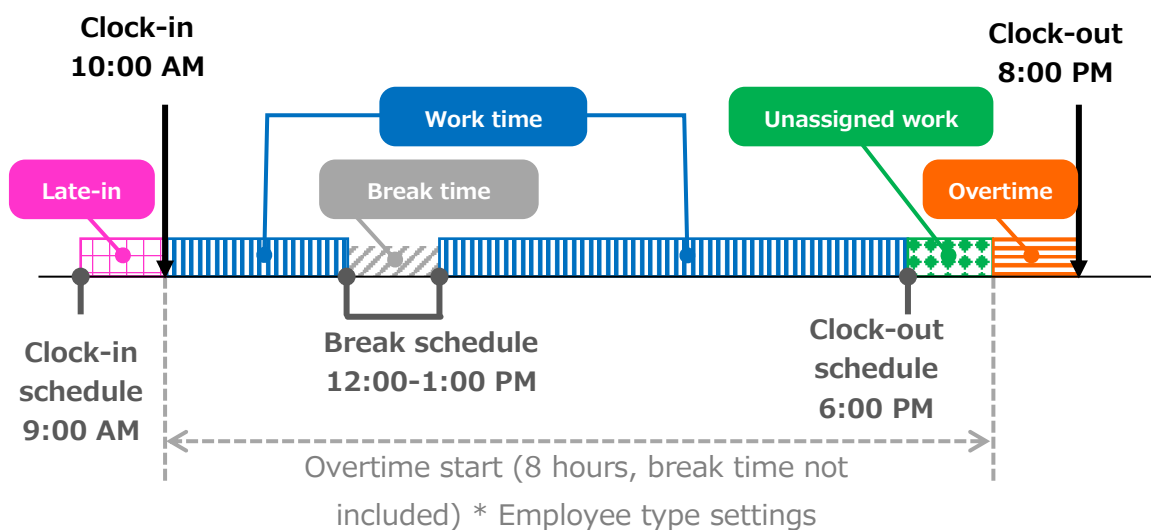 Clock-in
10:00 AM
Clock-out
8:00 PM
Work time
Unassigned work
Late-in
Break time
Overtime
Clock-in
schedule
9:00 AM
Break schedule
12:00-1:00 PM
Clock-out
schedule
6:00 PM
Overtime start (8 hours, break time not
included) * Employee type settings